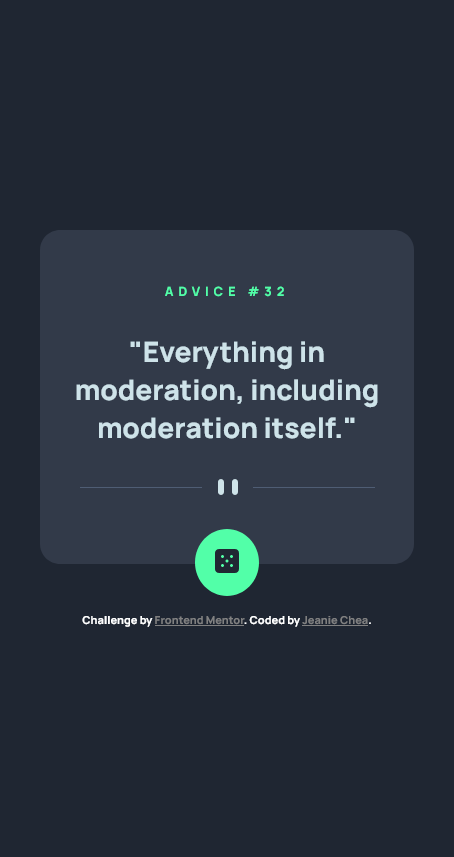 ADVICE #32
"Everything in
moderation, including
moderation itself."
Challenge by Frontend Mentor. Coded by Jeanie Chea.